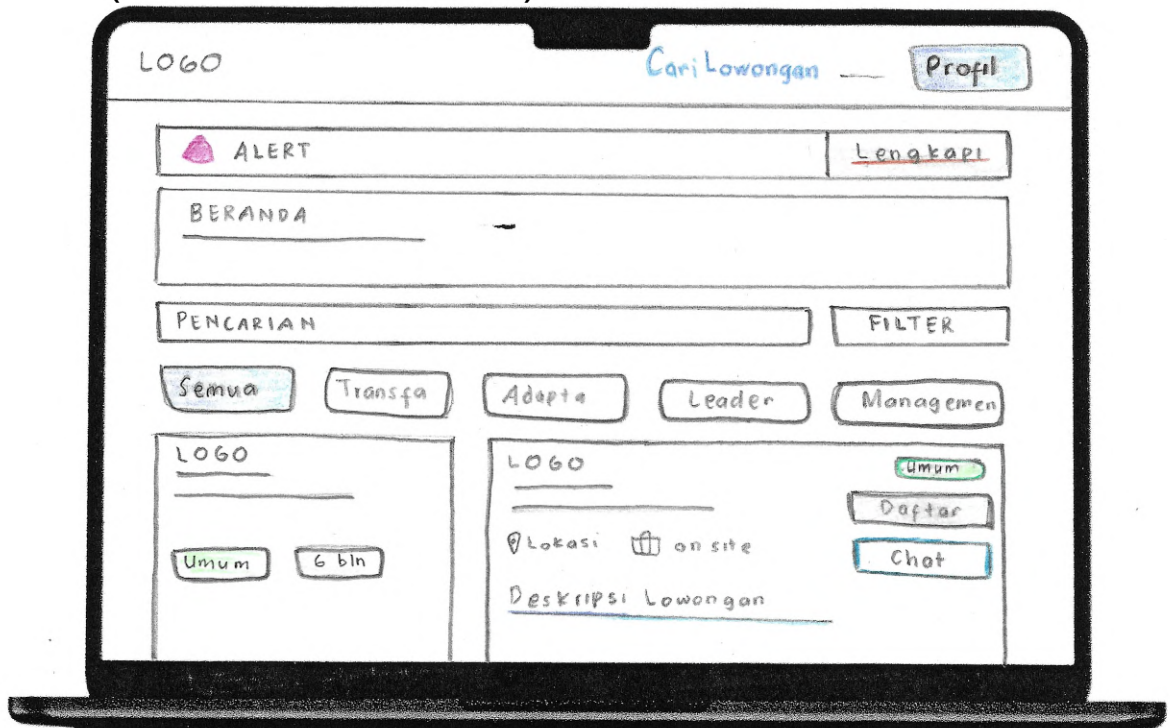 LOGO
Cari Lowongan
Profil
ALERT
Lengkapi
BERANDA
PENCARIAN
FILTER
Semua
Transfa
Adapta
Leader
Managemen
LOGO
Umum
6 bln
LOGO
Umum
Daftar
Lokasi
on site
Chat
Deskripsi Lowongan